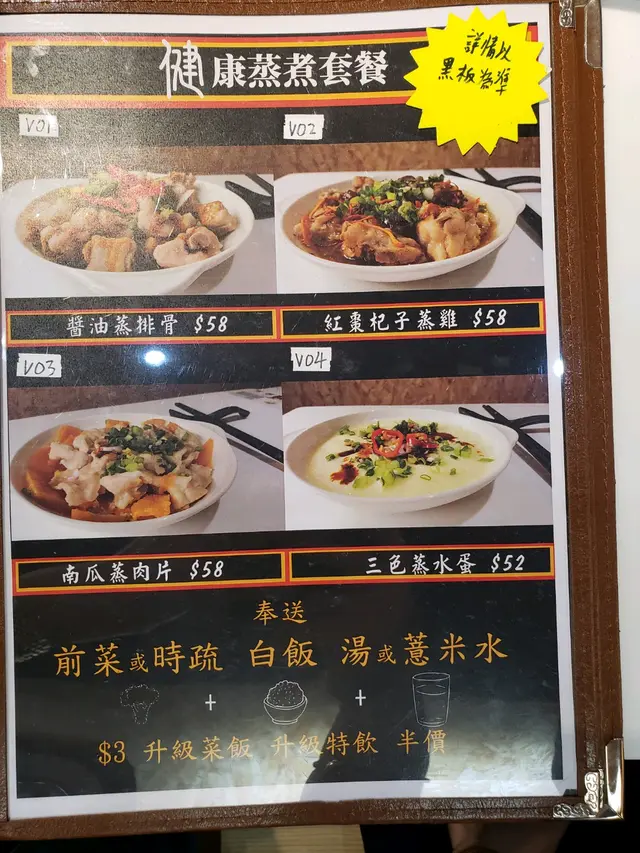 健康蒸煮套餐
詳情以
黑板為準
V01
V02
醬油蒸排骨 $58
紅棗杞子蒸雞 $58
V03
V04
南瓜蒸肉片 $58
三色蒸水蛋 $52
奉送
前菜或時疏 白飯 湯或薏米水
+ +
$3 升級菜飯 升級特飲 半價